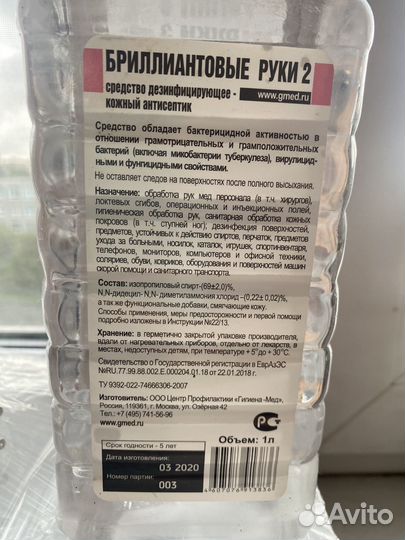 БРИЛЛИАНТОВЫЕ РУКИ 2
средство дезинфицирующее -
кожный антисептик
www.gmed.ru
Средство обладает бактерицидной активностью в
отношении грамотрицательных и грамположительных
бактерий (включая микобактерии туберкулеза), вирулицид-
ными и фунгицидными свойствами.
Не оставляет следов на поверхностях после полного высыхания.
Назначение: обработка рук мед персонала (в т.ч. хирургов),
локтевых сгибов, операционных и инъекционных полей,
гигиеническая обработка рук, санитарная обработка кожных
покровов (в т.ч. ступней ног); дезинфекция поверхностей,
предметов, устойчивых к действию спиртов, перчаток, предметов
ухода за больными, носилок, каталок, игрушек, спортинвентаря,
телефонов, мониторов, компьютеров и офисной техники,
соляриев, обуви, ковриков, оборудования и поверхностей машин
скорой помощи и санитарного транспорта.
Состав: изопропиловый спирт-(69±2,0)%,
N,N-дидецил- N,N- диметиламмония хлорид –(0,22± 0,02)%,
а так же функциональные добавки, смягчающие кожу.
Способы применения, меры предосторожности и первой помощи
подробно изложены в Инструкции №22/13.
Хранение: в герметично закрытой упаковке производителя,
вдали от нагревательных приборов, отдельно от лекарств, в
местах, недоступных детям, при температуре + 5°до + 30°С.
Свидетельство о Государственной регистрации в ЕврАзЭС
№RU.77.99.88.002.Е.000204.01.18 от 22.01.2018 г.
ТУ 9392-022-74666306-2007
Изготовитель: ООО Центр Профилактики «Гигиена-Мед»,
Россия, 119361, г. Москва, ул. Озёрная 42
Тел.: +7 (495) 741-56-96
www.gmed.ru
РС
Объем: 1л
Срок годности - 5 лет
Дата изготовления:
03 2020
Номер партии:
003
4607076913836
Avito